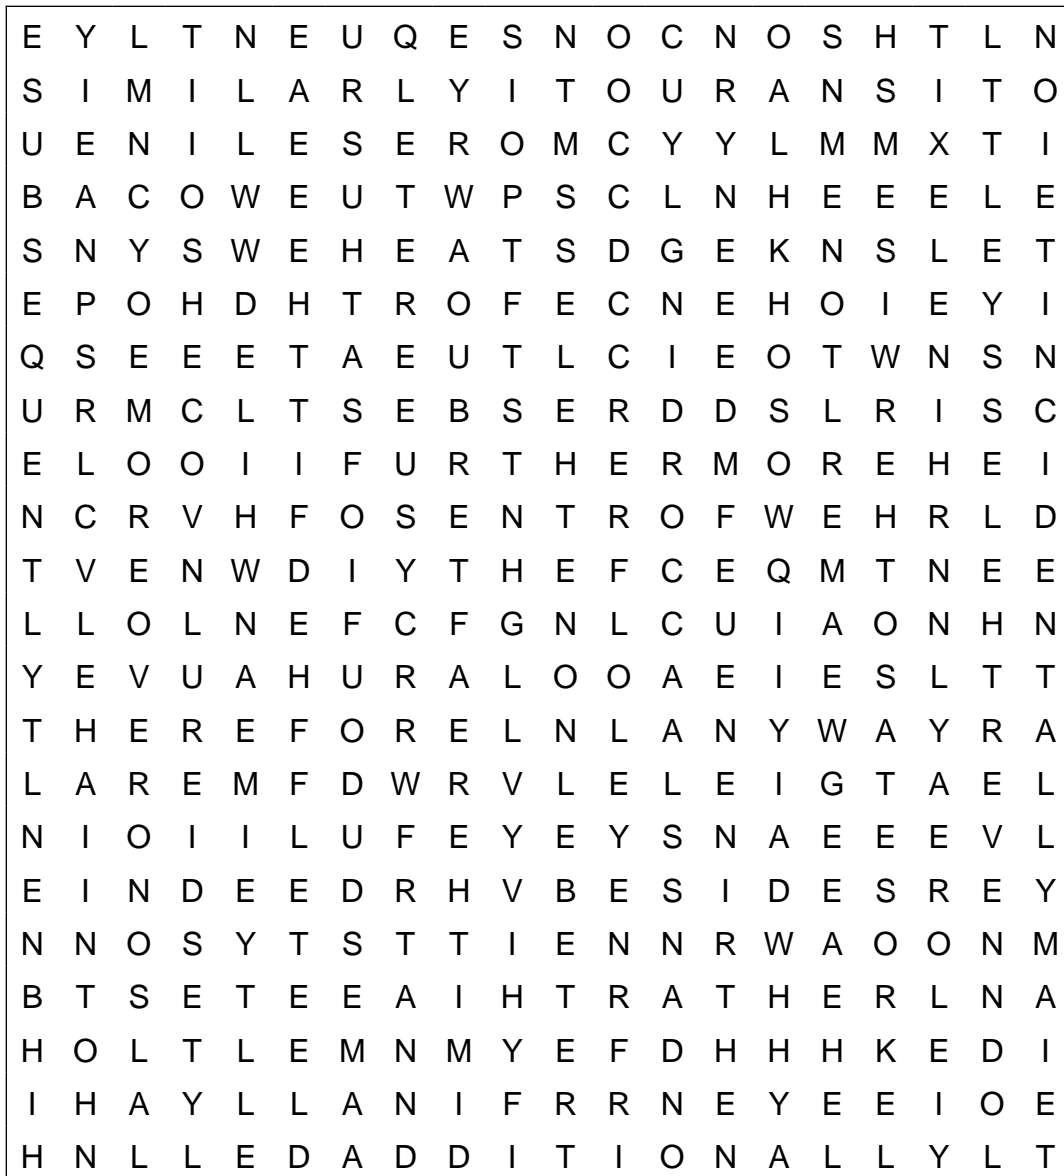 E Y L T N E U Q E S N O C N O S H T L N
S I M I L A R L Y I T O U R A N S I T O
U E N I L E S E R O M C Y Y L M M X T I
B A C O W E U T W P S C L N H E E E L E
S N Y S W E H E A T S D G E K N S L E T
E P O H D H T R O F E C N E H O I E Y I
Q S E E E T A E U T L C I E O T W N S N
U R M C L T S E B S E R D D S L R I S C
E L O O I I F U R T H E R M O R E H E I
N C R V H F O S E N T R O F W E H R L D
T V E N W D I Y T H E F C E Q M T N E E
L L O L N E F C F G N L C U I A O N H N
Y E V U A H U R A L O O A E I E S L T T
T H E R E F O R E L N L A N Y W A Y R A
L A R E M F D W R V L E L E I G T A E L
N I O I I L U F E Y E Y S N A E E E V L
E I N D E E D R H V B E S I D E S R E Y
N N O S Y T S T T I E N N R W A O O N M
B T S E T E E A I H T R A T H E R L N A
H O L T L E M N M Y E F D H H H K E D I
I H A Y L L A N I F R R N E Y E E I O E
H N L L E D A D D I T I O N A L L Y L T